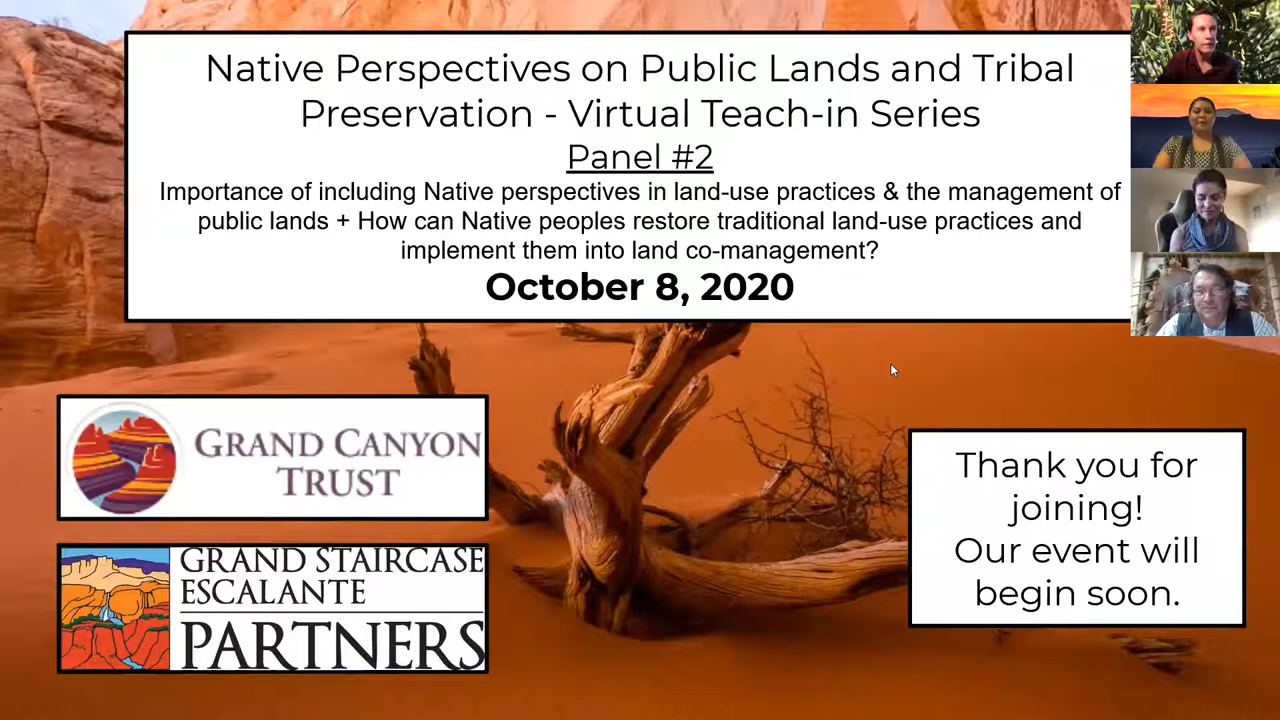 Native Perspectives on Public Lands and Tribal
Preservation - Virtual Teach-in Series
Panel #2
Importance of including Native perspectives in land-use practices & the management of
public lands + How can Native peoples restore traditional land-use practices and
implement them into land co-management?
October 8, 2020
GRAND CANYON
TRUST
GRAND STAIRCASE
ESCALANTE
PARTNERS
Thank you for
joining!
Our event will
begin soon.